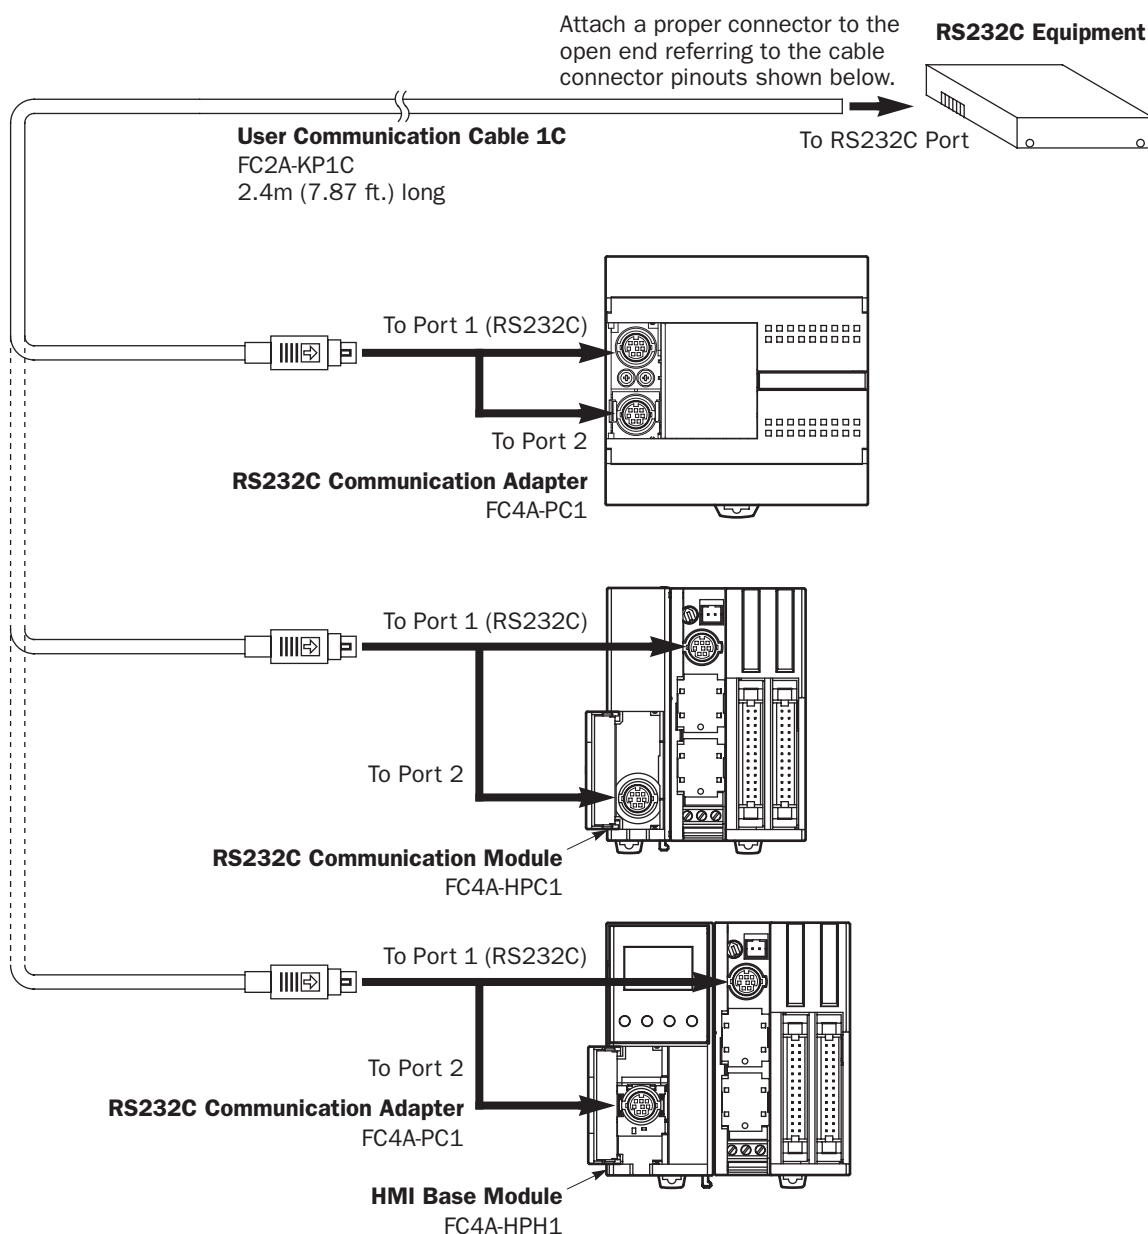 Attach a proper connector to the
open end referring to the cable
connector pinouts shown below.
RS232C Equipment
To RS232C Port
User Communication Cable 1C
FC2A-KP1C
2.4m (7.87 ft.) long
To Port 1 (RS232C)
To Port 2
RS232C Communication Adapter
FC4A-PC1
To Port 1 (RS232C)
To Port 2
RS232C Communication Module
FC4A-HPC1
To Port 1 (RS232C)
To Port 2
RS232C Communication Adapter
FC4A-PC1
HMI Base Module
FC4A-HPH1